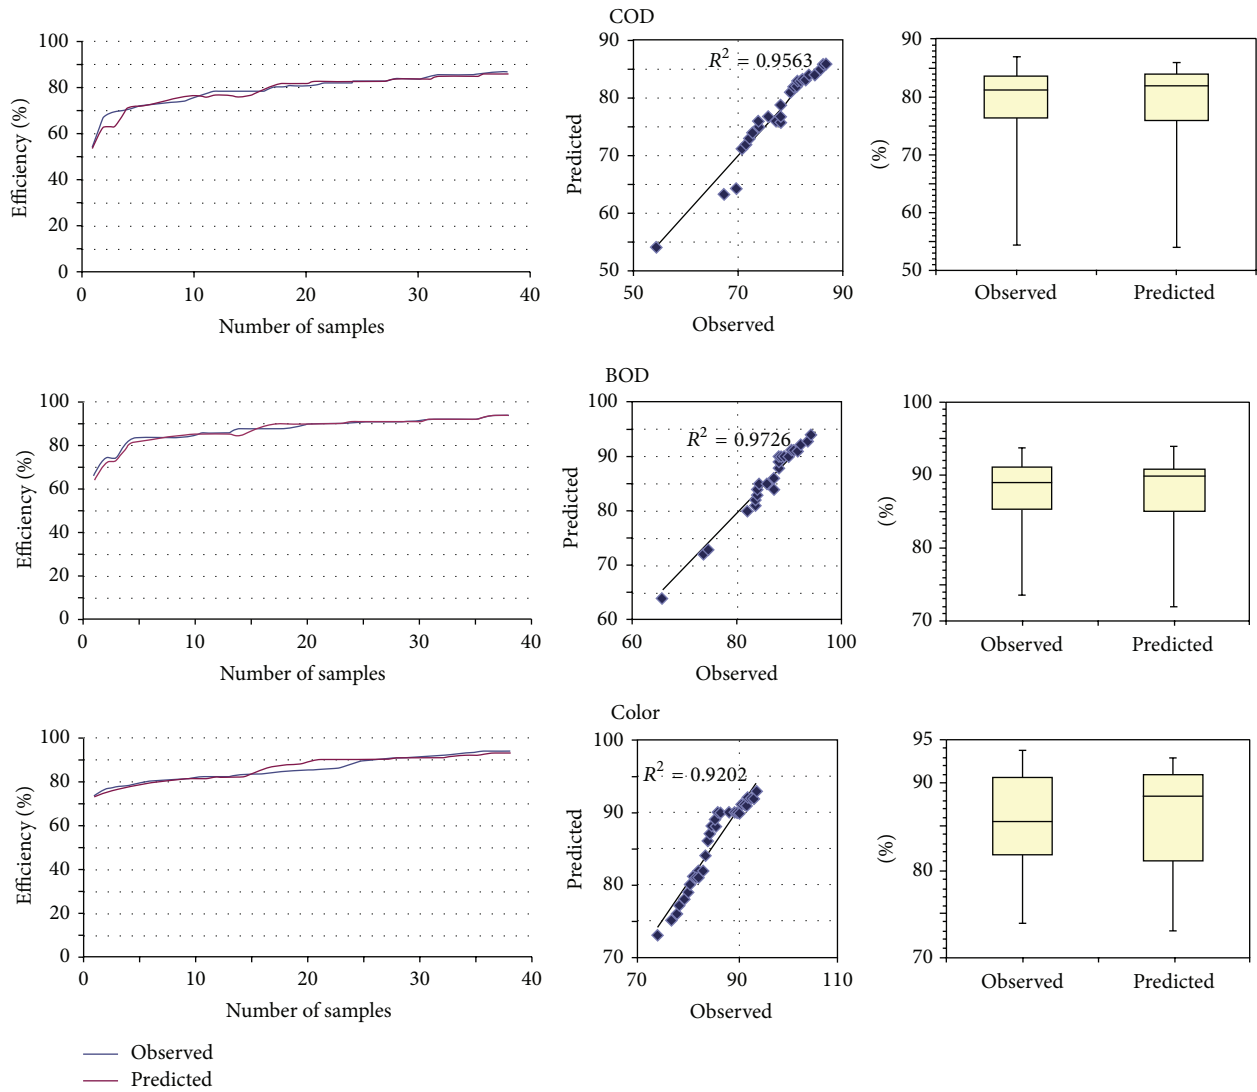 COD
100
80
60
40
20
0
Efficiency (%)
0 10 20 30 40
Number of samples
90
80
70
60
50
Predicted
R² = 0.9563
50 70 90
Observed
90
80
70
60
50
(%)
Observed Predicted
BOD
100
80
60
40
20
0
Efficiency (%)
0 10 20 30 40
Number of samples
100
90
80
70
60
Predicted
R² = 0.9726
60 80 100
Observed
100
90
80
70
(%)
Observed Predicted
Color
100
80
60
40
20
0
Efficiency (%)
0 10 20 30 40
Number of samples
100
90
80
70
Predicted
R² = 0.9202
70 90 110
Observed
95
90
80
70
(%)
Observed Predicted
Observed
Predicted